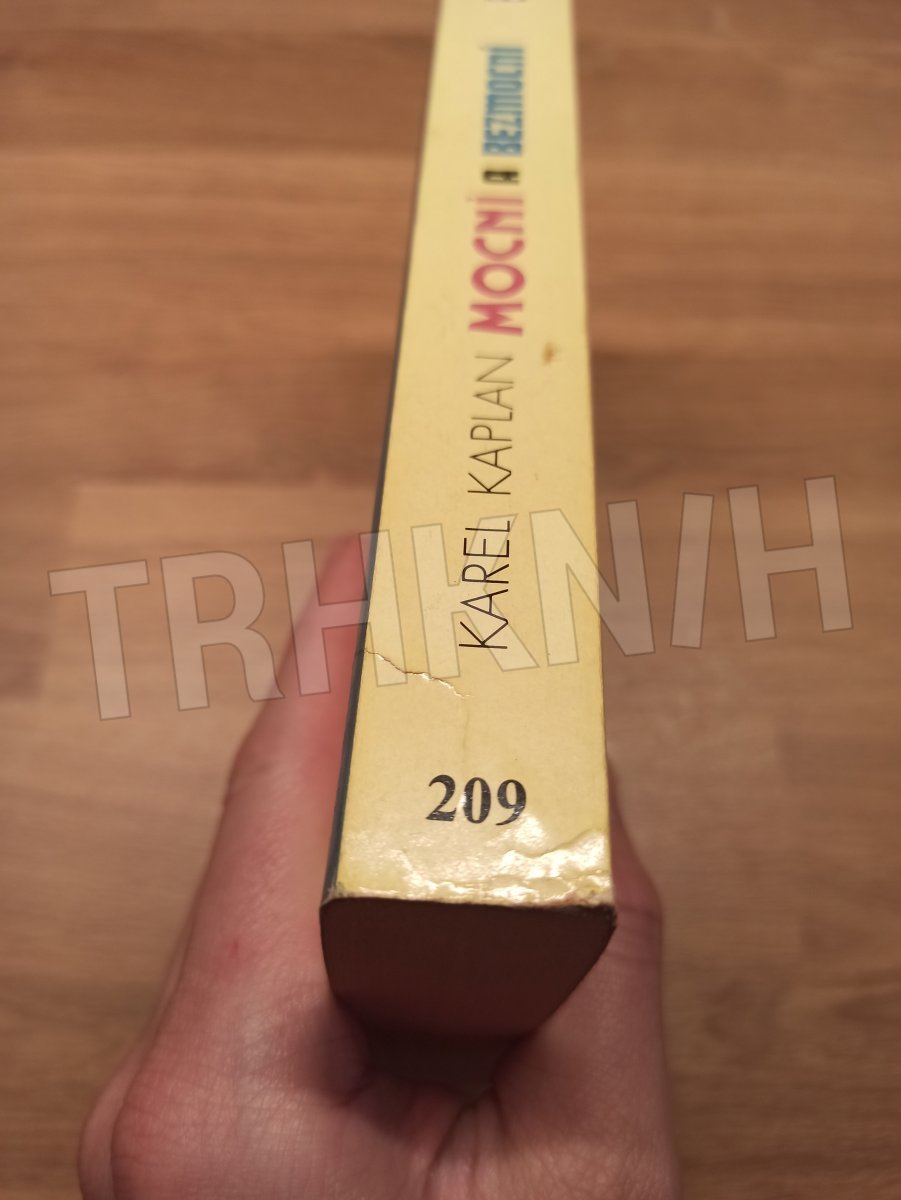 KAREL KAPLAN MOCNÍ A BEZMOCNÍ
209
TRHKNIH